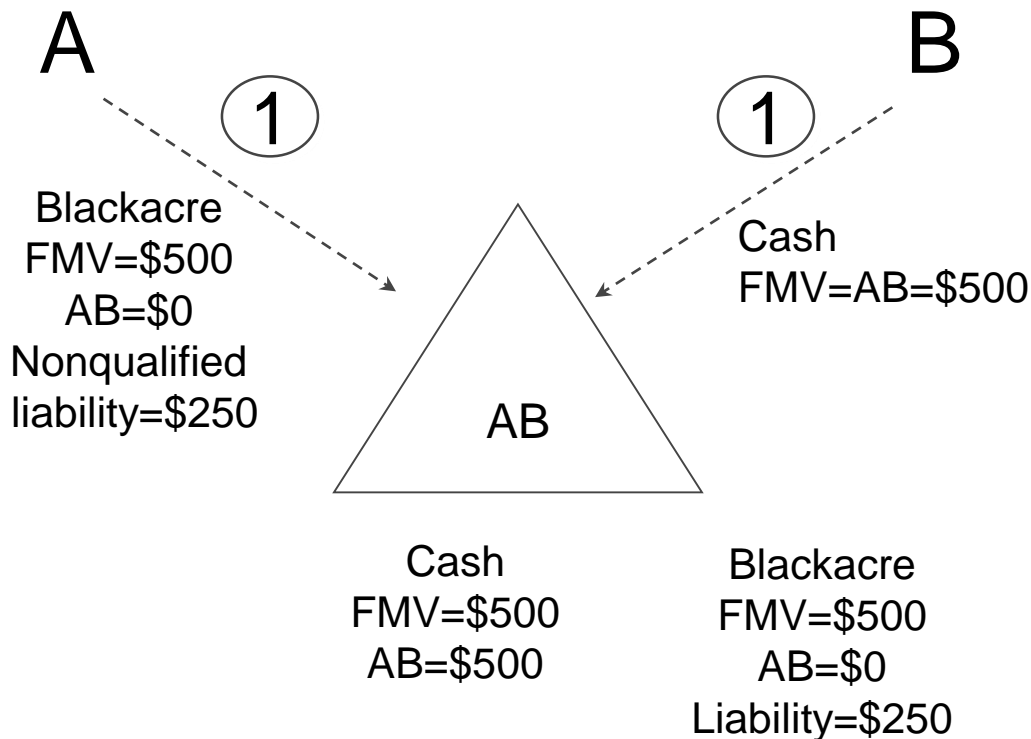 A
B
1
1
Blackacre
FMV=$500
AB=$0
Nonqualified
liability=$250
Cash
FMV=AB=$500
AB
Cash
FMV=$500
AB=$500
Blackacre
FMV=$500
AB=$0
Liability=$250